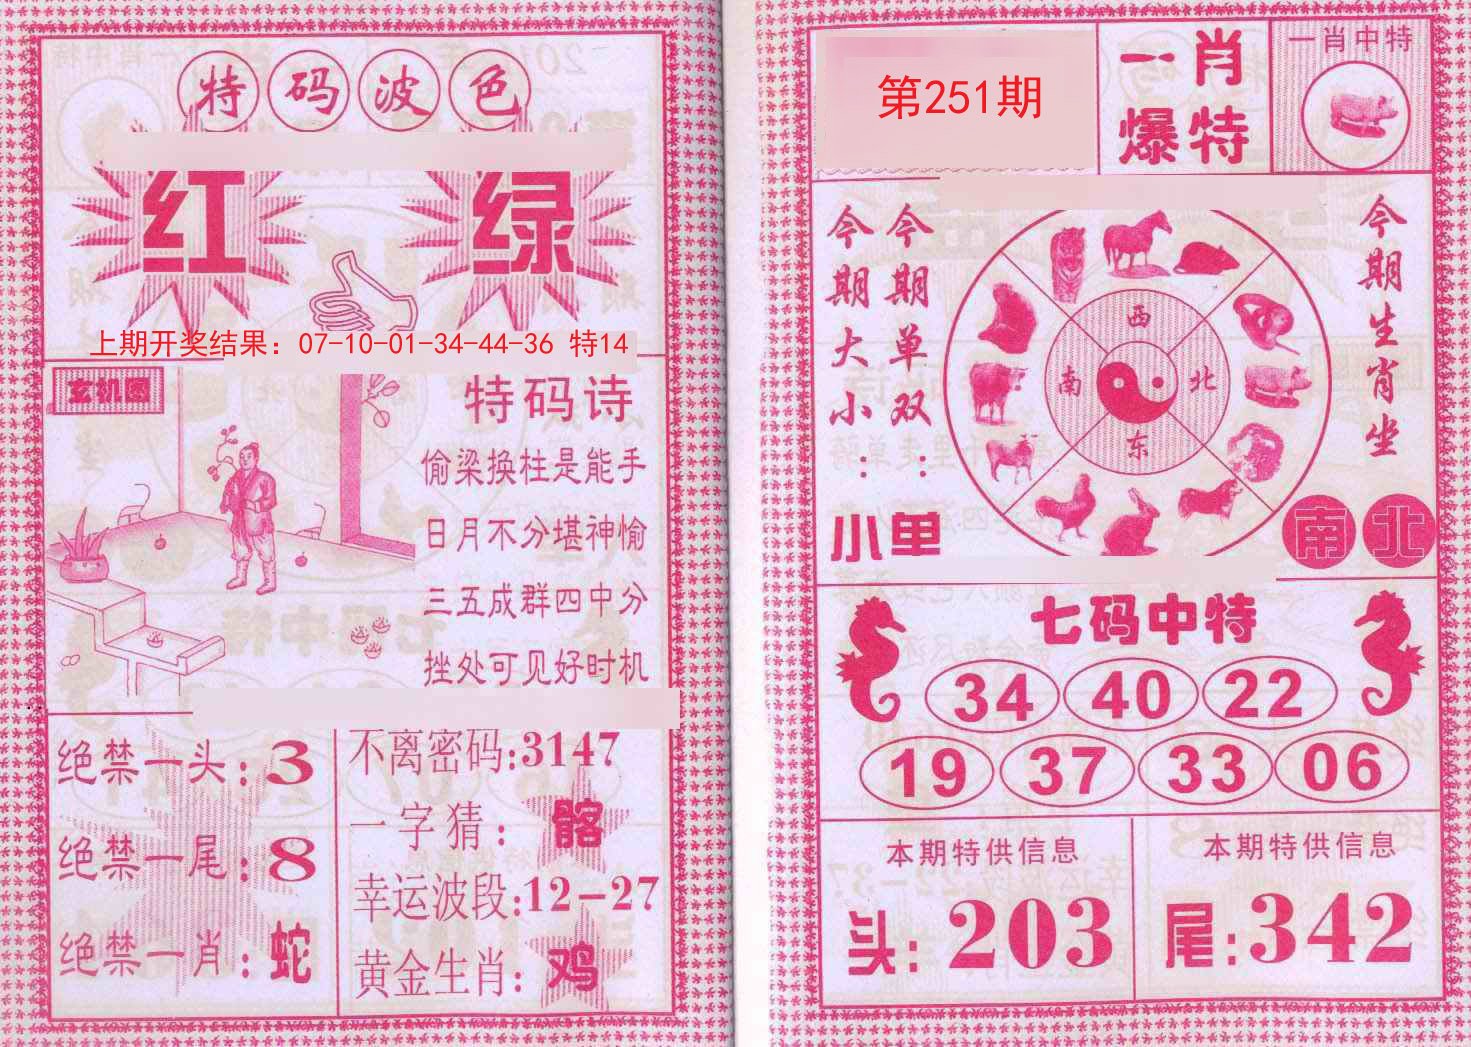 特码波色
红 绿
上期开奖结果：07-10-01-34-44-36 特14
玄机图
特码诗
偷梁换柱是能手
日月不分堪神愉
三五成群四中分
挫处可见好时机
绝禁一头:3
绝禁一尾:8
绝禁一肖:蛇
不离密码:3147
一字猜:髂
幸运波段:12-27
黄金生肖:鸡
第251期
一肖
爆特
一肖中特
今期大小:小
今期单双:单
西
南 北
东
今期生肖坐
南 北
七码中特
34 40 22
19 37 33 06
本期特供信息
头:203
本期特供信息
尾:342